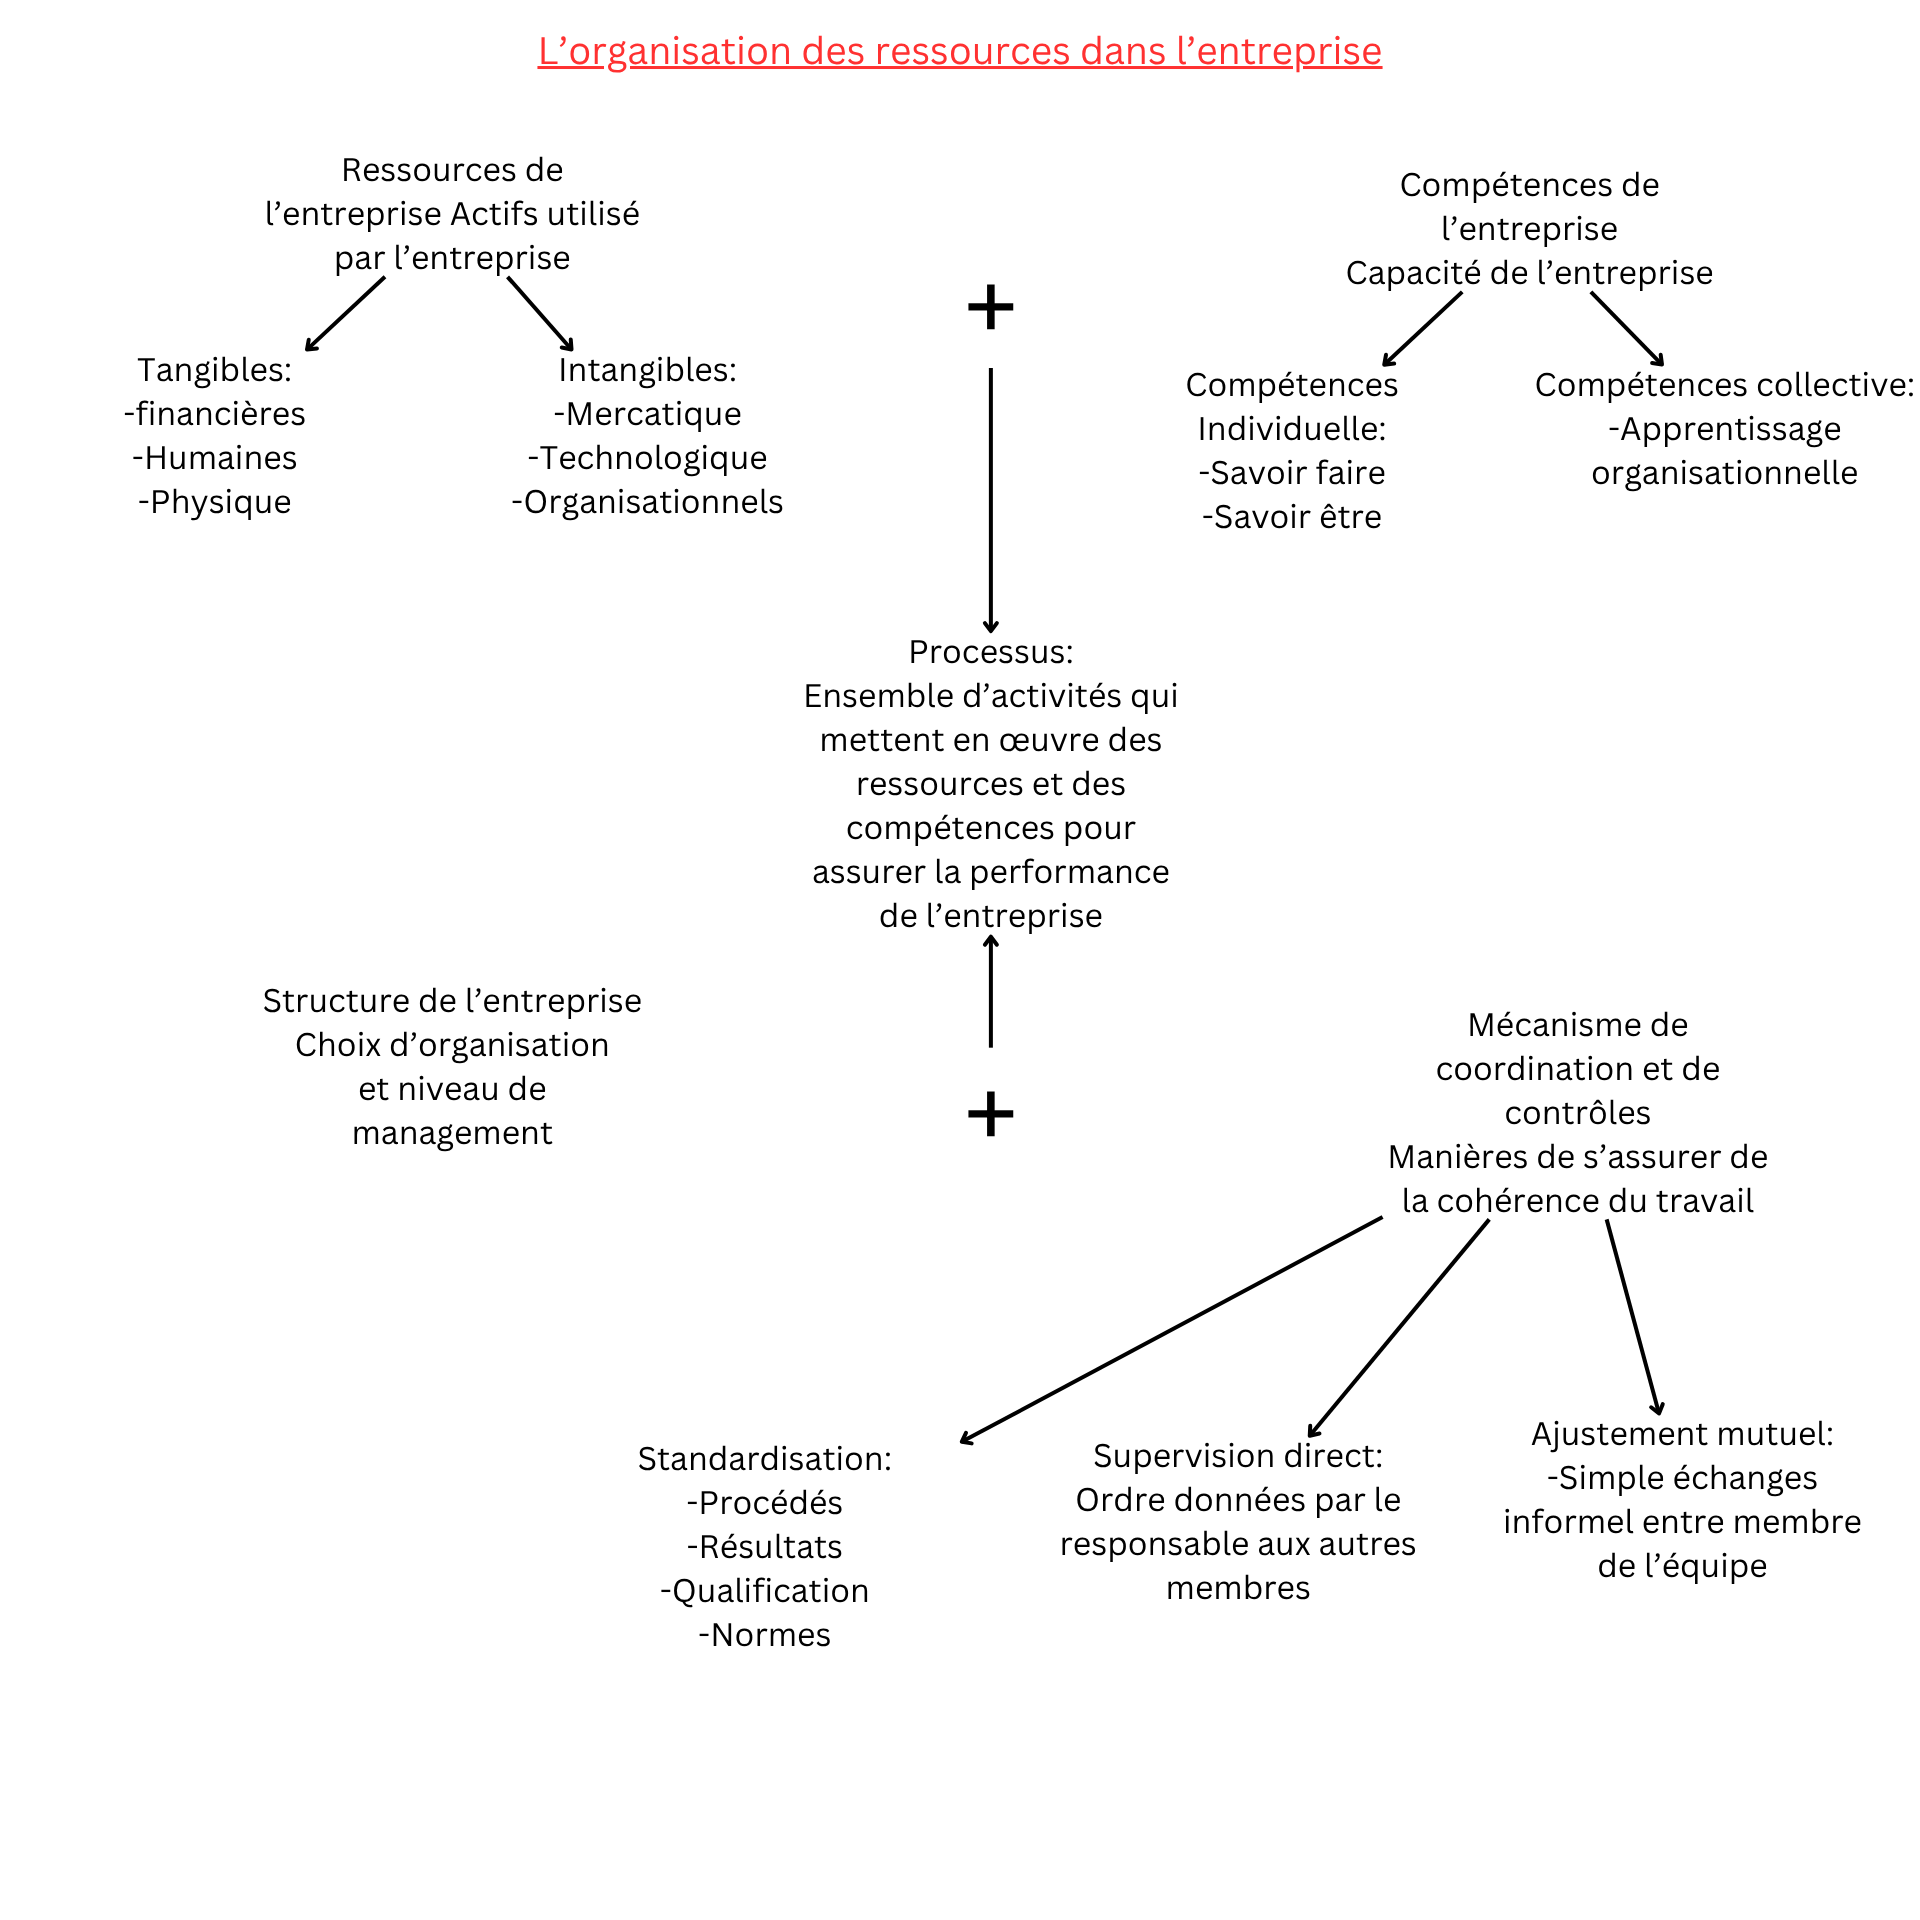 L’organisation des ressources dans l’entreprise
Ressources de
l’entreprise Actifs utilisé
par l’entreprise
Tangibles:
-financières
-Humaines
-Physique
Intangibles:
-Mercatique
-Technologique
-Organisationnels
+
Compétences de
l’entreprise
Capacité de l’entreprise
Compétences
Individuelle:
-Savoir faire
-Savoir être
Compétences collective:
-Apprentissage
organisationnelle
Processus:
Ensemble d’activités qui
mettent en œuvre des
ressources et des
compétences pour
assurer la performance
de l’entreprise
Structure de l’entreprise
Choix d’organisation
et niveau de
management
+
Mécanisme de
coordination et de
contrôles
Manières de s’assurer de
la cohérence du travail
Standardisation:
-Procédés
-Résultats
-Qualification
-Normes
Supervision direct:
Ordre données par le
responsable aux autres
membres
Ajustement mutuel:
-Simple échanges
informel entre membre
de l’équipe